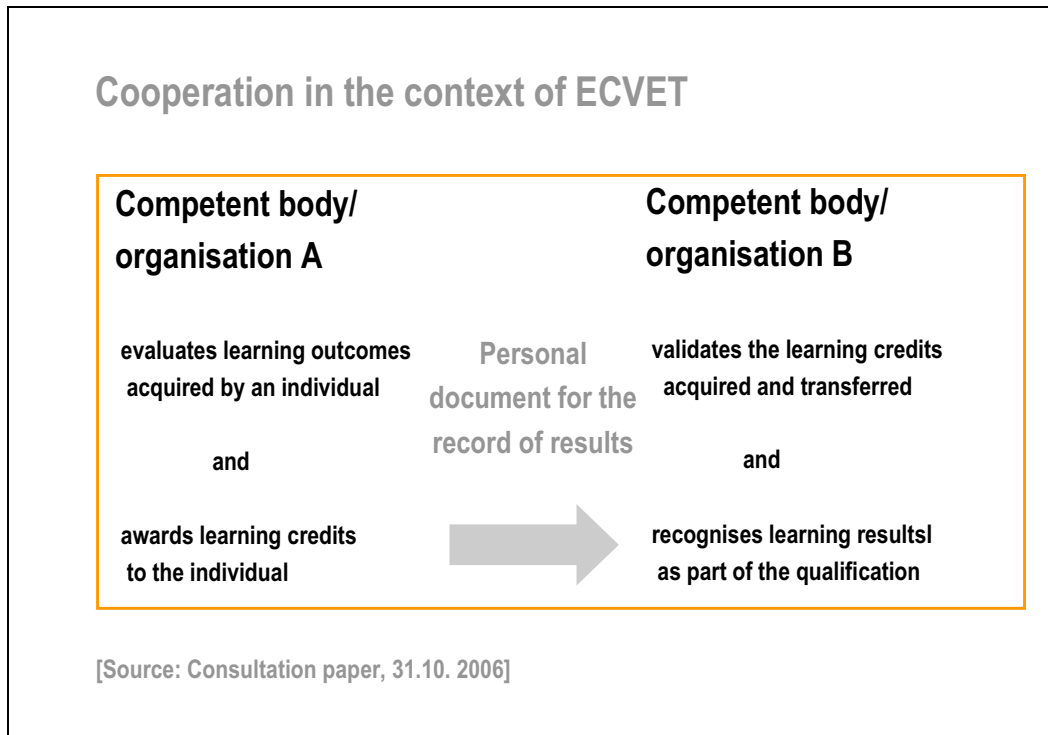 Cooperation in the context of ECVET
Competent body/
organisation A
evaluates learning outcomes
acquired by an individual
and
awards learning credits
to the individual
Personal
document for the
record of results
Competent body/
organisation B
validates the learning credits
acquired and transferred
and
recognises learning resultsl
as part of the qualification
[Source: Consultation paper, 31.10. 2006]